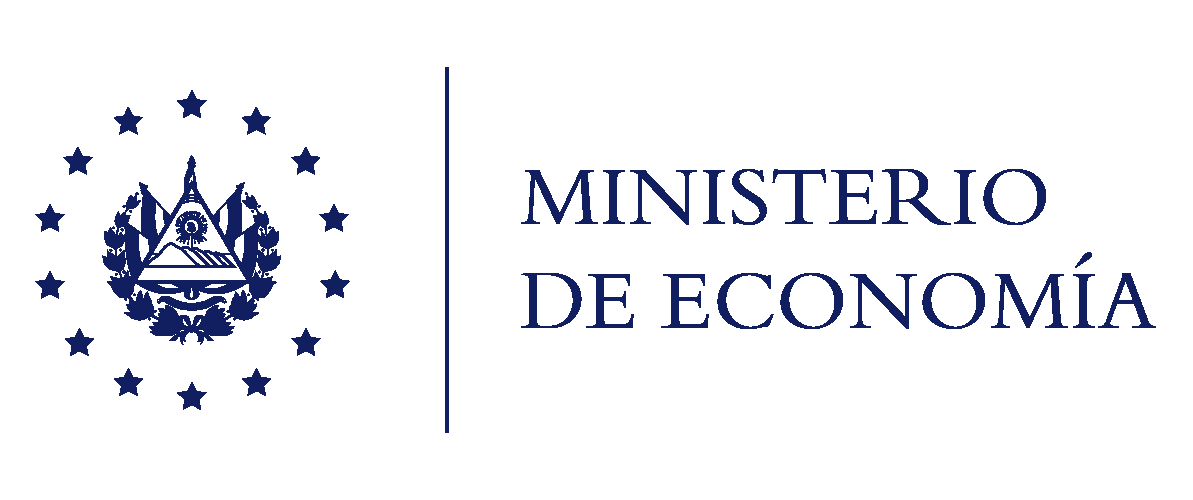 MINISTERIO
DE ECONOMÍA